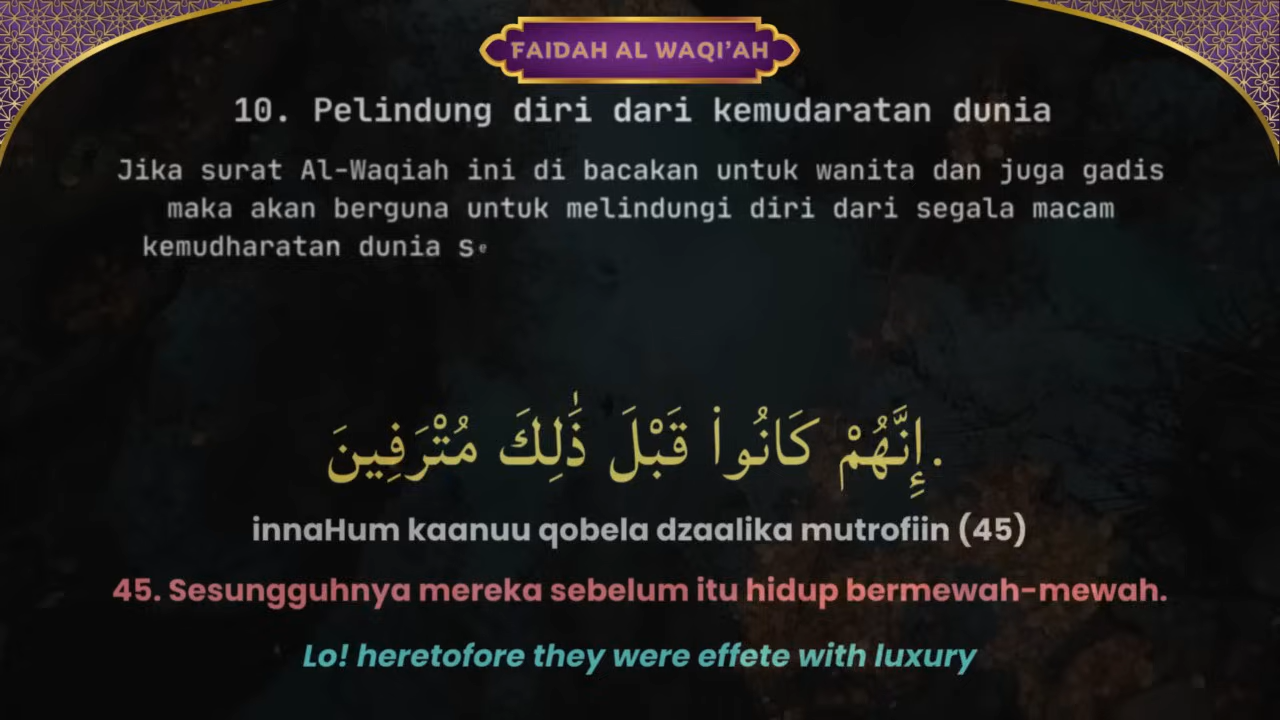 FAIDAH AL WAQI'AH
10. Pelindung diri dari kemudaratan dunia
Jika surat Al-Waqiah ini di bacakan untuk wanita dan juga gadis
maka akan berguna untuk melindungi diri dari segala macam
kemudharatan dunia se
إِنَّهُمْ كَانُوا۟ قَبْلَ ذَٰلِكَ مُتْرَفِينَ.
innaHum kaanuu qobela dzaalika mutrofiin (45)
45. Sesungguhnya mereka sebelum itu hidup bermewah-mewah.
Lo! heretofore they were effete with luxury